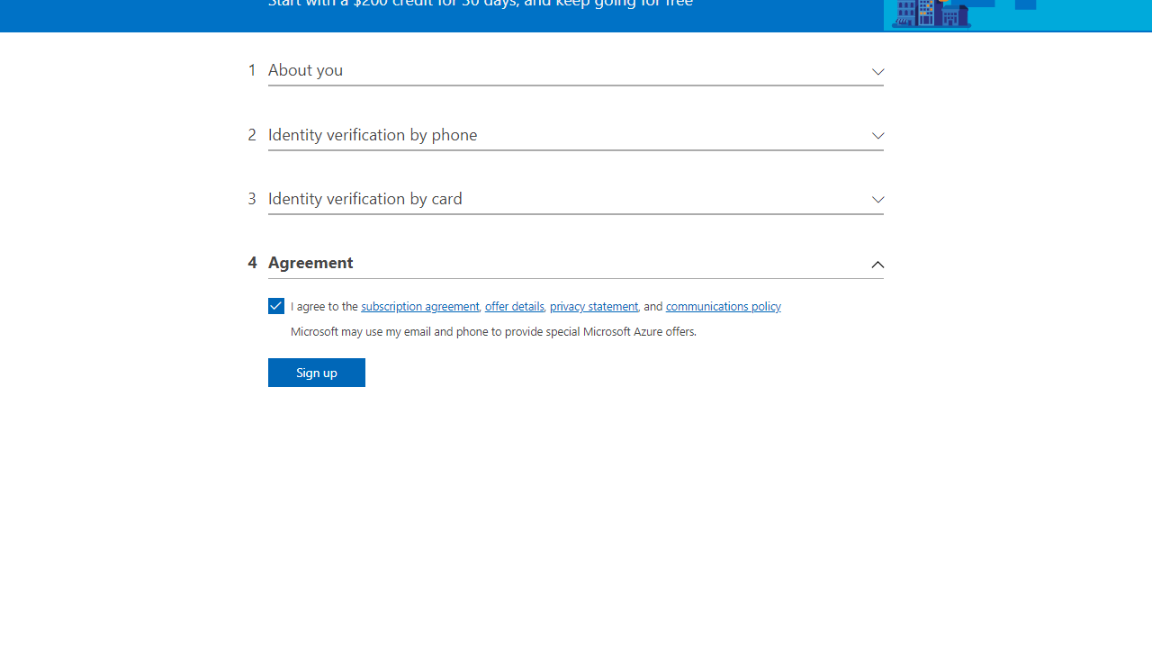 Start with a $200 credit for 30 days, and keep going for free
1 About you
2 Identity verification by phone
3 Identity verification by card
4 Agreement
I agree to the subscription agreement, offer details, privacy statement, and communications policy
Microsoft may use my email and phone to provide special Microsoft Azure offers.
Sign up